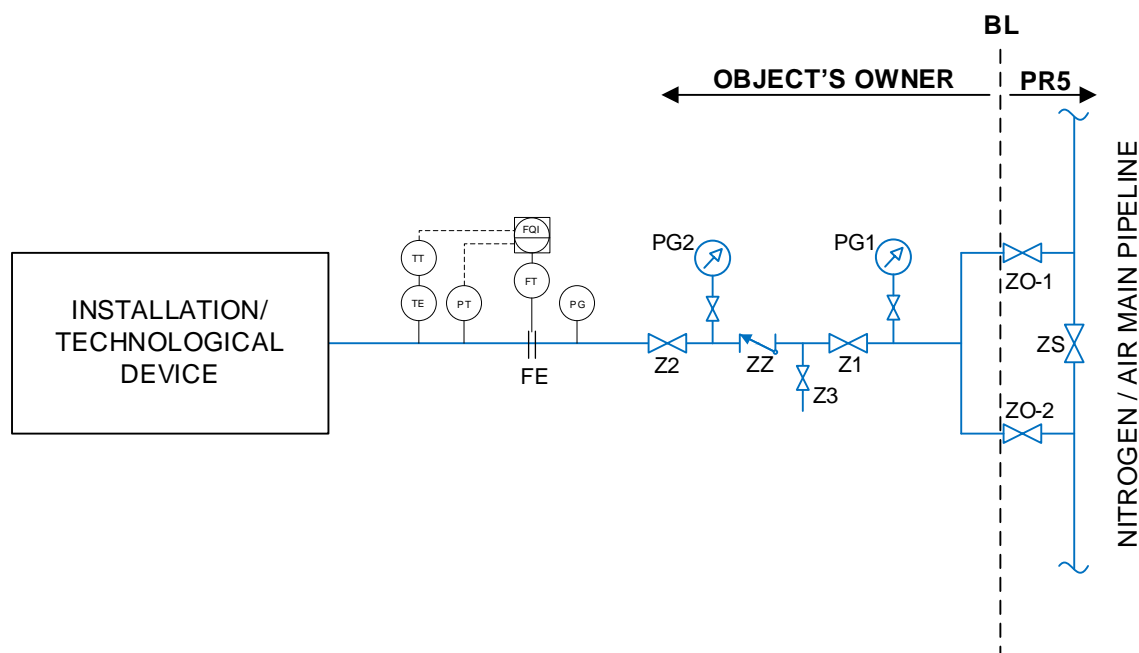 BL
OBJECT'S OWNER
PR5
NITROGEN / AIR MAIN PIPELINE
FQI
TT
FT
TE
PT
PG
PG2
PG1
ZO-1
INSTALLATION/
TECHNOLOGICAL
DEVICE
FE
Z2
ZZ
Z1
ZS
Z3
ZO-2